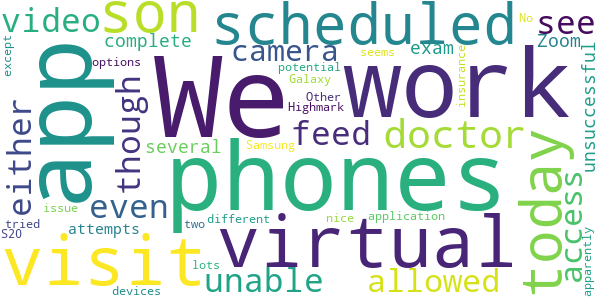 video
son
scheduled
see
except
complete
camera
exam
Zoom
options
potential
seems
No
app
We
work
insurance
unsuccessful
Galaxy
Other
Highmark
either
though
feed
doctor
several
Samsung
phones
today
access
issue
even
tried
attempts
different
nice
application
S20
two
virtual
visit
lots
unable
allowed
devices
apparently